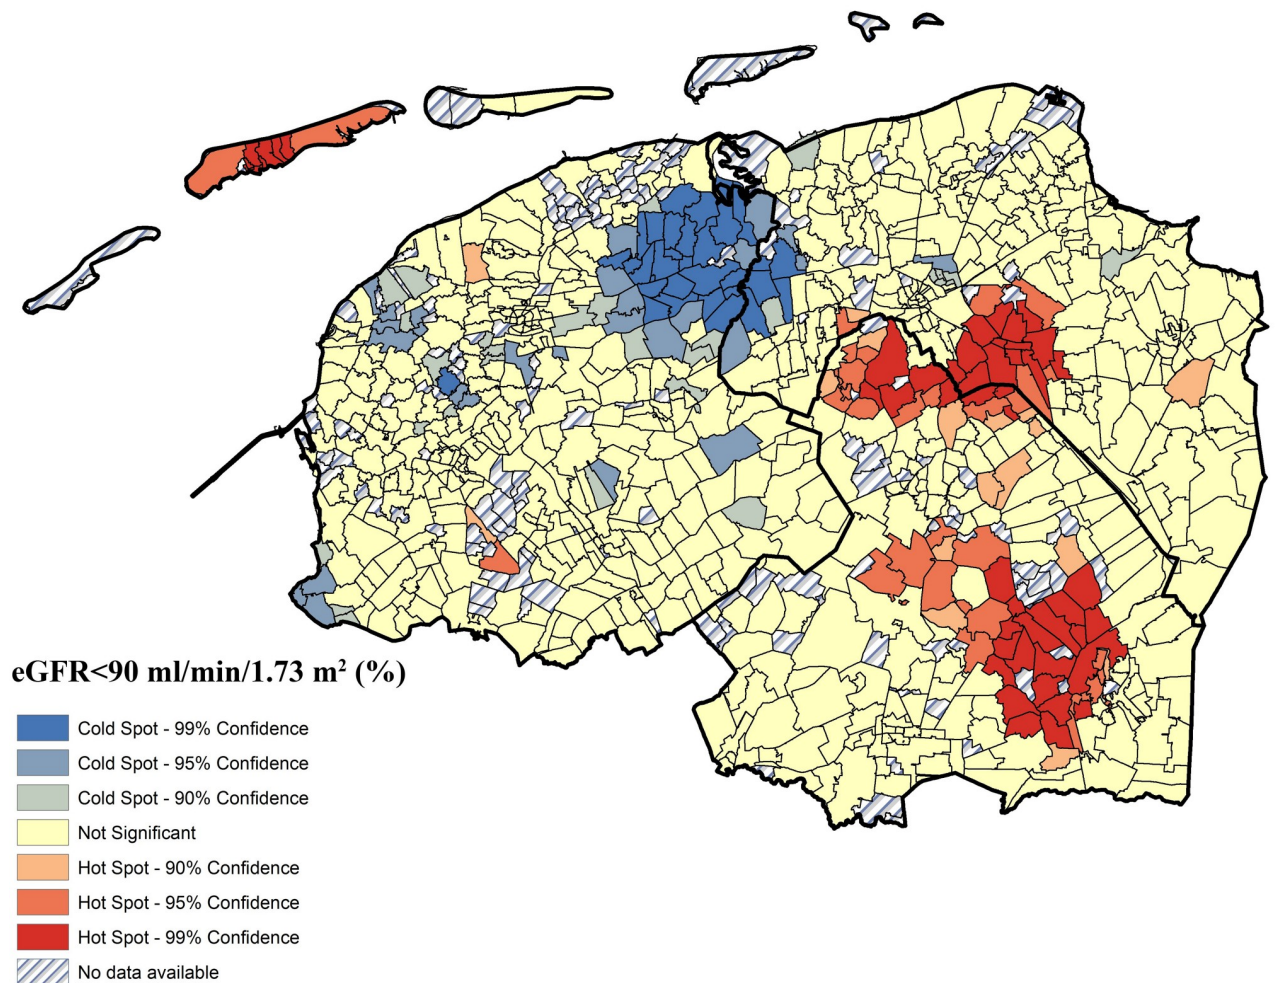 eGFR<90 ml/min/1.73 m² (%)
Cold Spot - 99% Confidence
Cold Spot - 95% Confidence
Cold Spot - 90% Confidence
Not Significant
Hot Spot - 90% Confidence
Hot Spot - 95% Confidence
Hot Spot - 99% Confidence
No data available